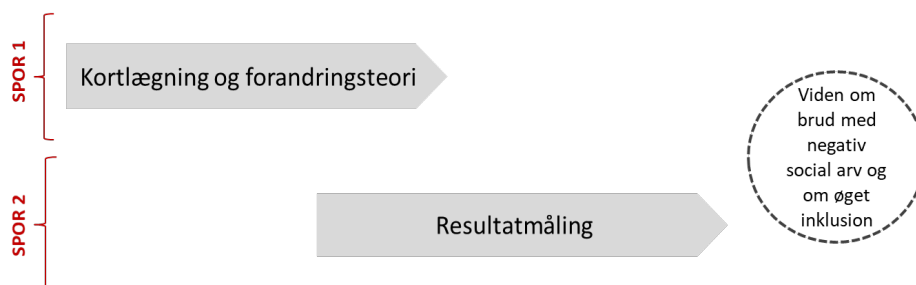 SPOR 1
Kortlægning og forandringsteori
SPOR 2
Resultatmåling
Viden om
brud med
negativ
social arv og
om øget
inklusion